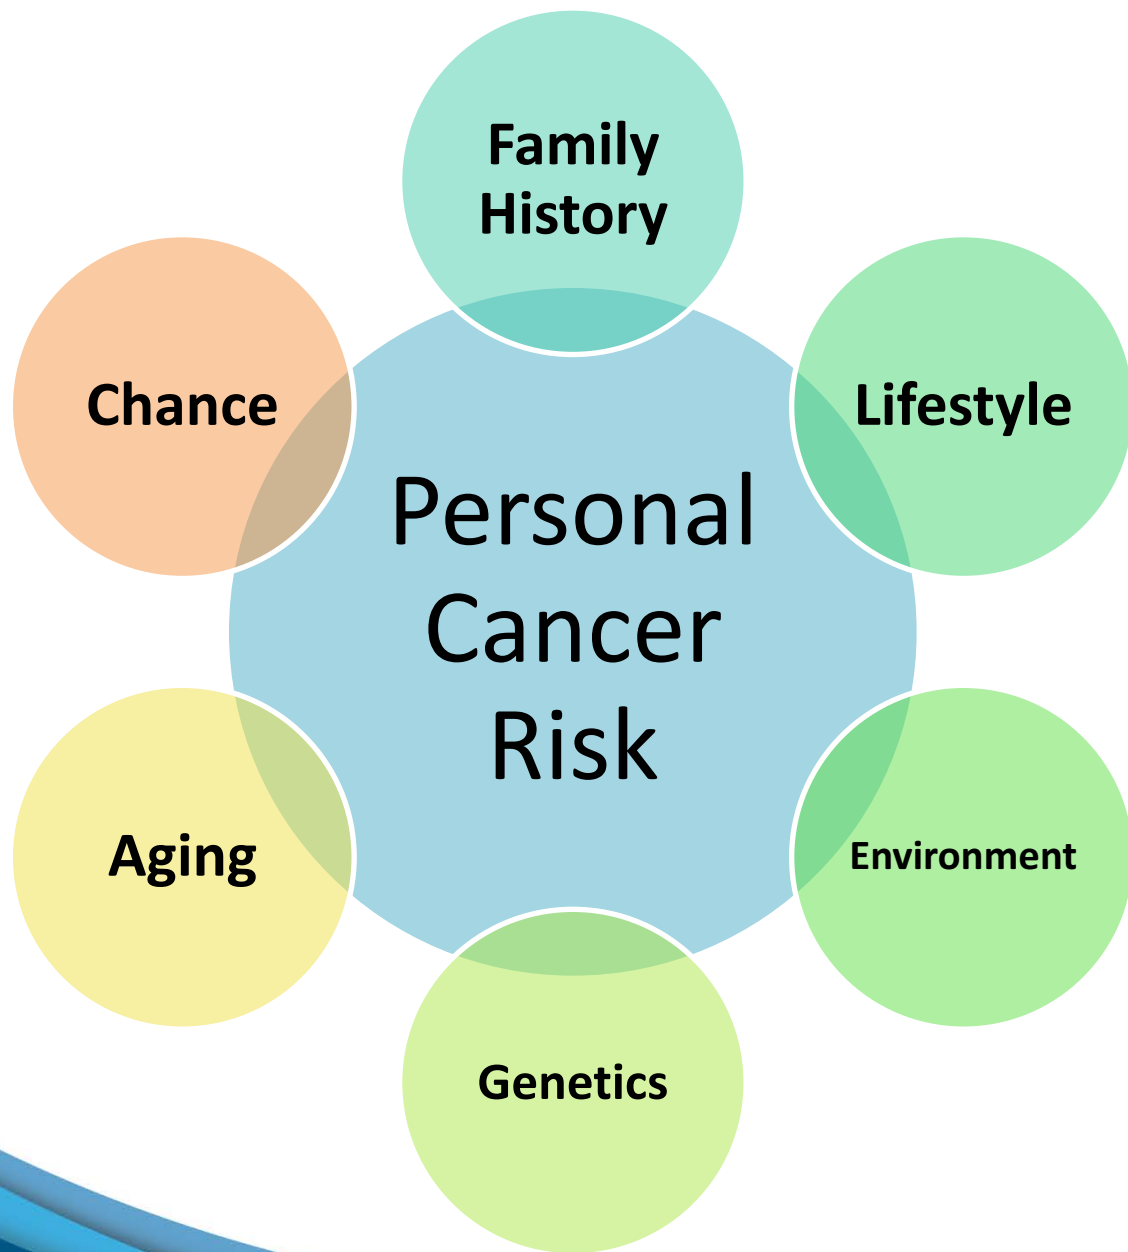 Family
History
Chance
Lifestyle
Personal
Cancer
Risk
Aging
Environment
Genetics